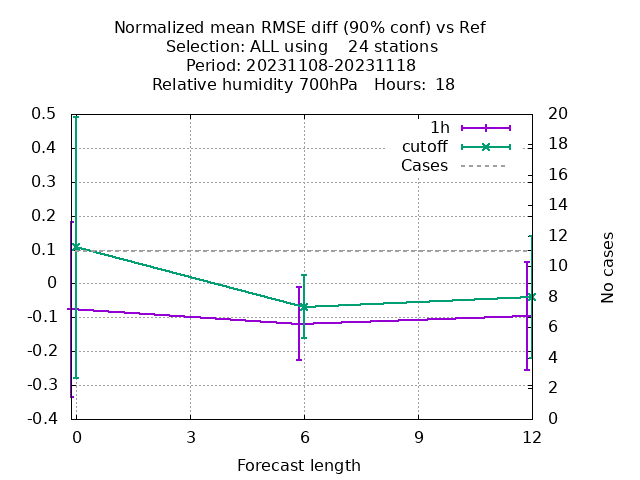 Normalized mean RMSE diff (90% conf) vs Ref
Selection: ALL using    24 stations
Period: 20231108-20231118
Relative humidity 700hPa   Hours:  18
1h
cutoff
Cases
0.5
0.4
0.3
0.2
0.1
0
-0.1
-0.2
-0.3
-0.4
20
18
16
14
12
10
8
6
4
2
0
No cases
0 3 6 9 12
Forecast length